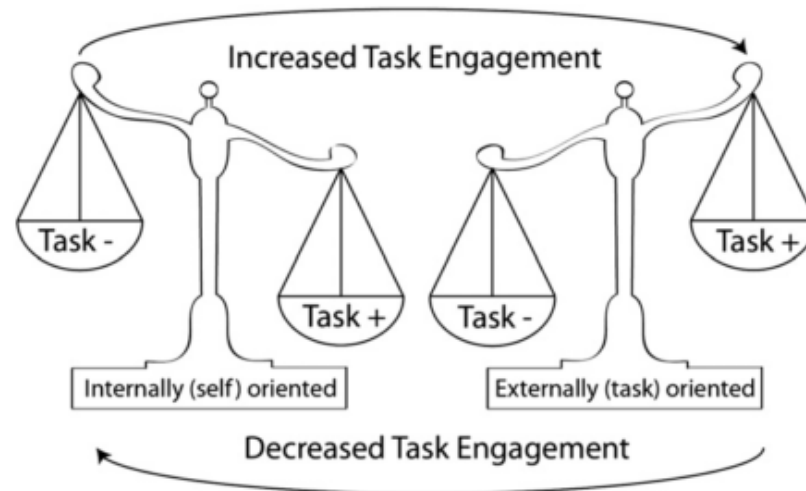 Increased Task Engagement
Task -
Task +
Task -
Task +
Internally (self) oriented
Externally (task) oriented
Decreased Task Engagement